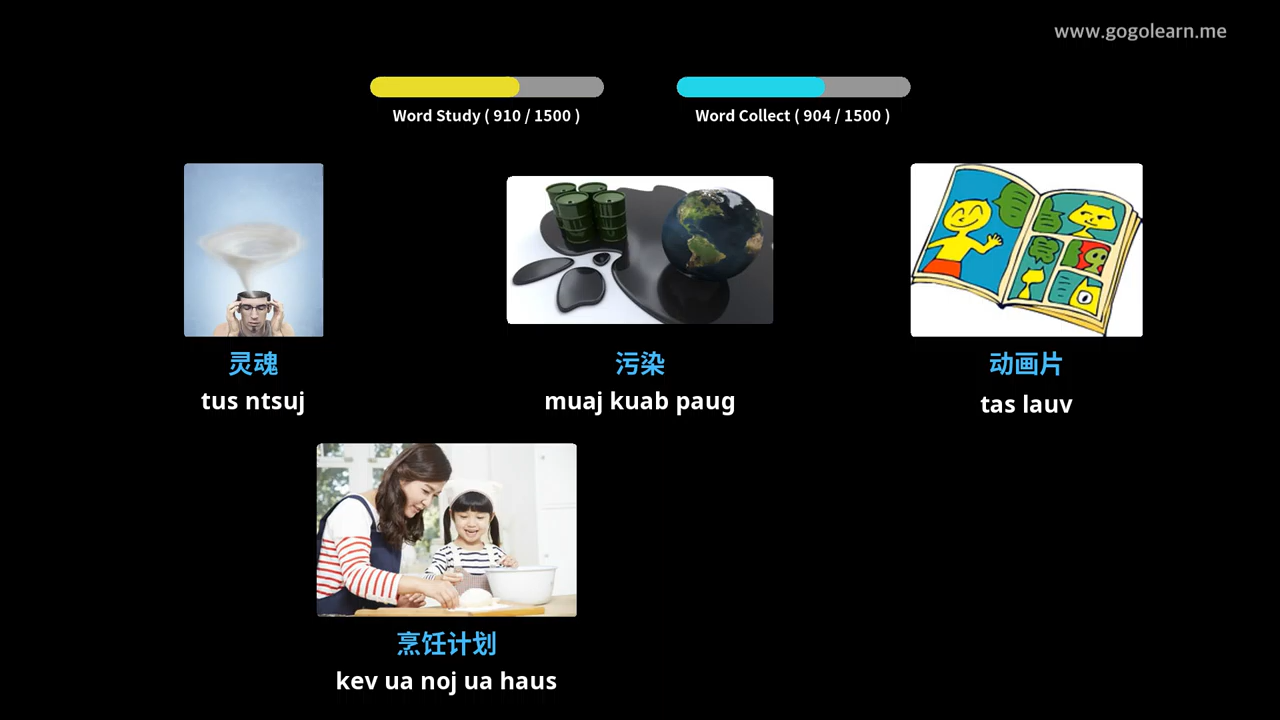 www.gogolearn.me
Word Study ( 910 / 1500 )
Word Collect ( 904 / 1500 )
灵魂
tus ntsuj
污染
muaj kuab paug
动画片
tas lauv
烹饪计划
kev ua noj ua haus